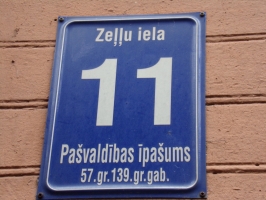 Zeļļu iela
11
Pašvaldības īpašums
57.gr.139.gr.gab.